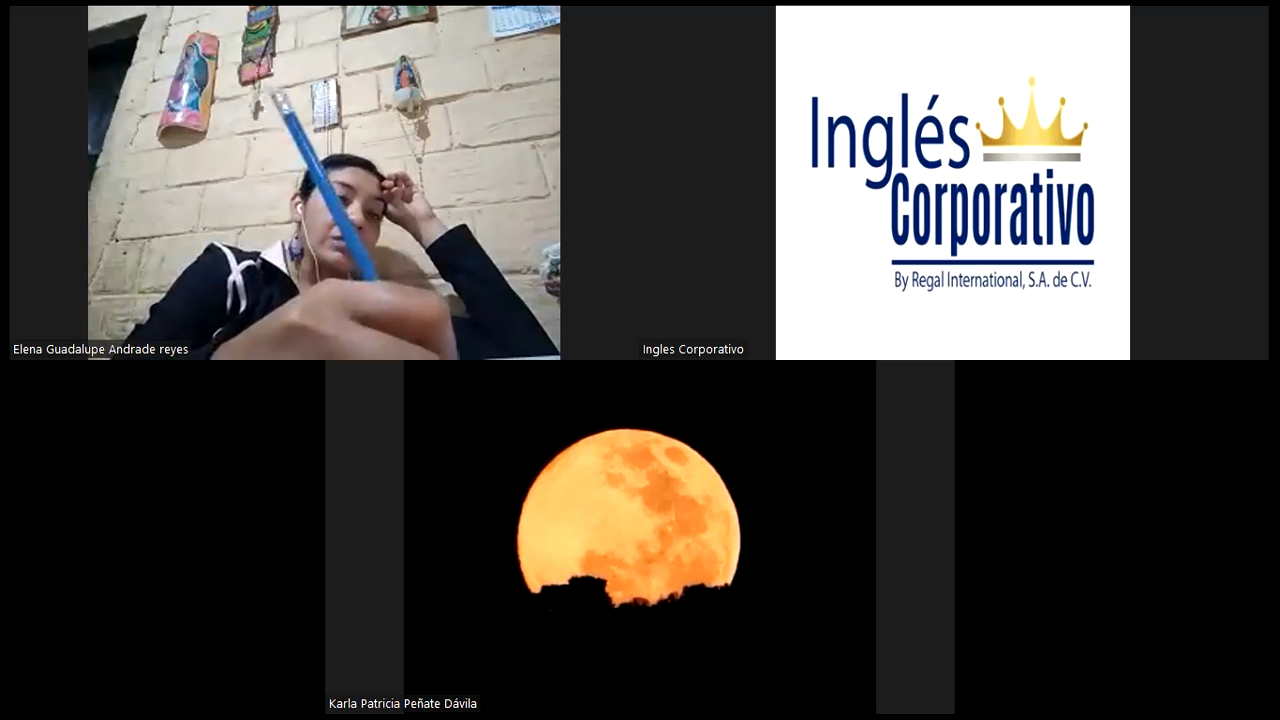 Inglés
Corporativo
By Regal International, S.A. de C.V.
Elena Guadalupe Andrade reyes
Ingles Corporativo
Karla Patricia Peñate Dávila